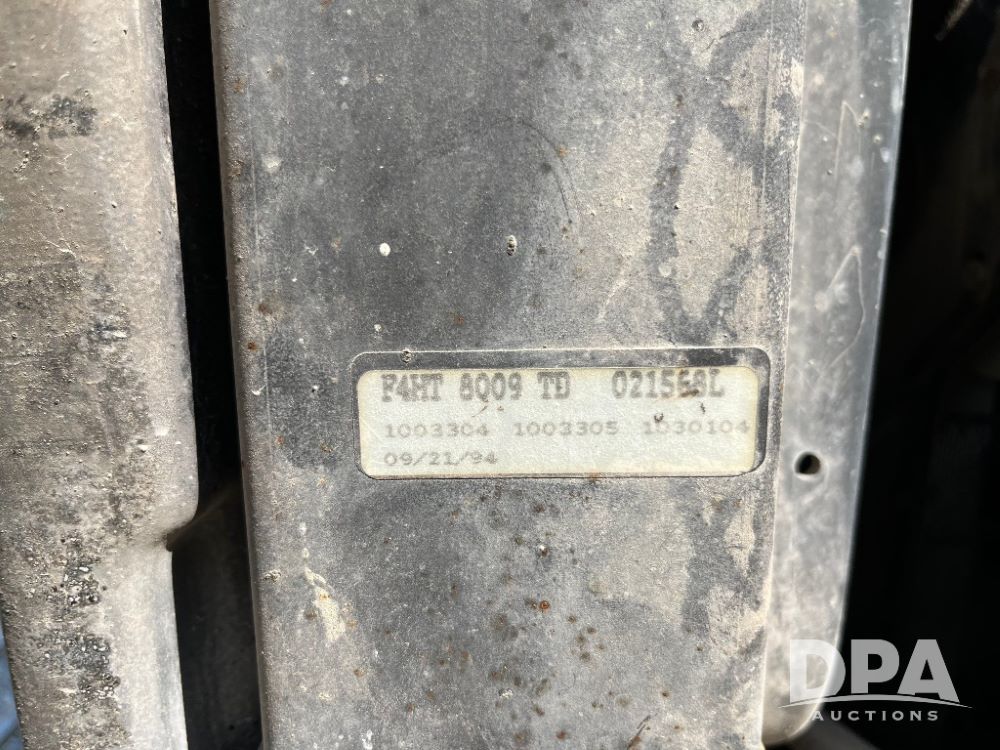 F4HT 8Q09 TD 021568L
1003304 1003305 1030104
09/21/94
DPA
AUCTIONS